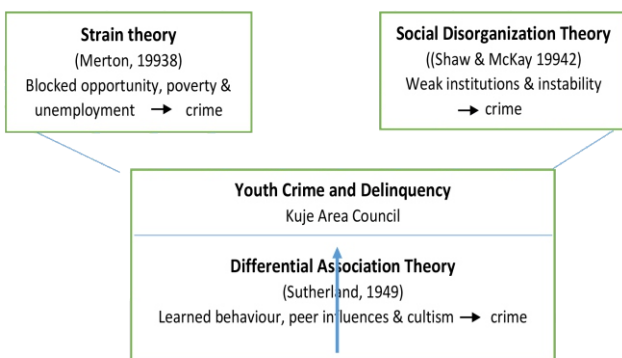 Strain theory
(Merton, 19938)
Blocked opportunity, poverty &
unemployment → crime
Social Disorganization Theory
((Shaw & McKay 19942)
Weak institutions & instability
→ crime
Youth Crime and Delinquency
Kuje Area Council
Differential Association Theory
(Sutherland, 1949)
Learned behaviour, peer influences & cultism → crime